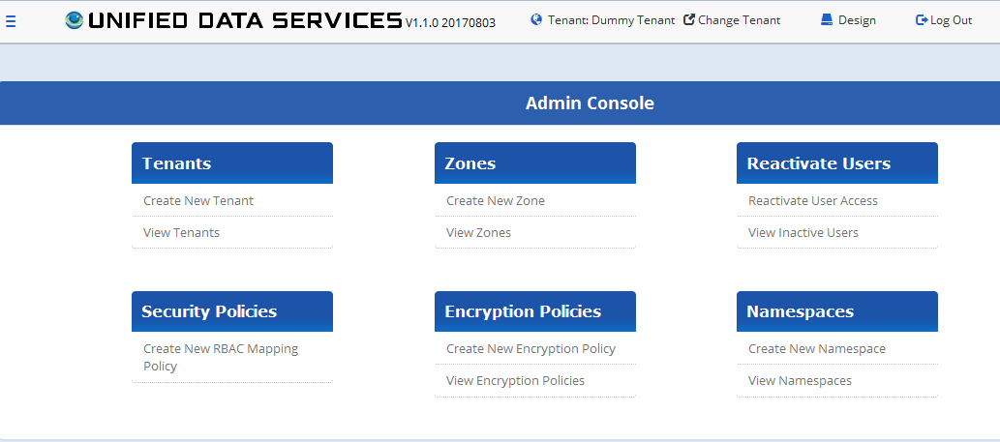 UNIFIED DATA SERVICES V1.1.0 20170803 Tenant: Dummy Tenant Change Tenant Design Log Out
Admin Console
Tenants Zones Reactivate Users
Create New Tenant Create New Zone Reactivate User Access
View Tenants View Zones View Inactive Users
Security Policies Encryption Policies Namespaces
Create New RBAC Mapping Create New Encryption Policy Create New Namespace
Policy
View Encryption Policies View Namespaces